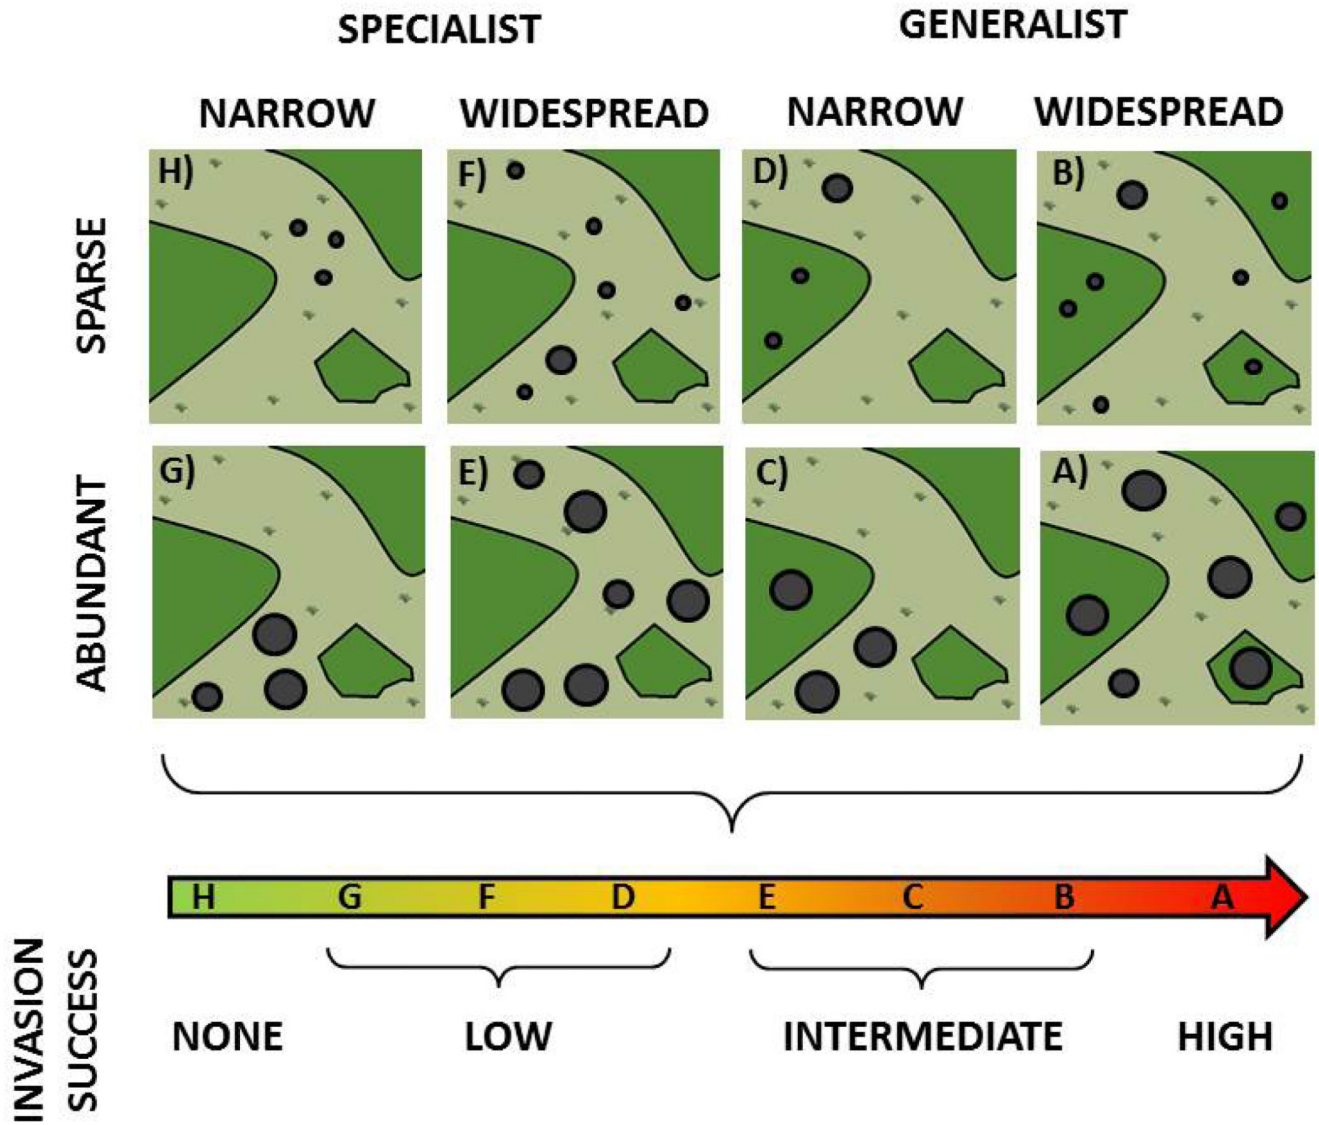 SPECIALIST GENERALIST
NARROW WIDESPREAD NARROW WIDESPREAD
SPARSE
H) F) D) B)
ABUNDANT
G) E) C) A)
H G F D E C B A
INVASION
SUCCESS
NONE LOW INTERMEDIATE HIGH